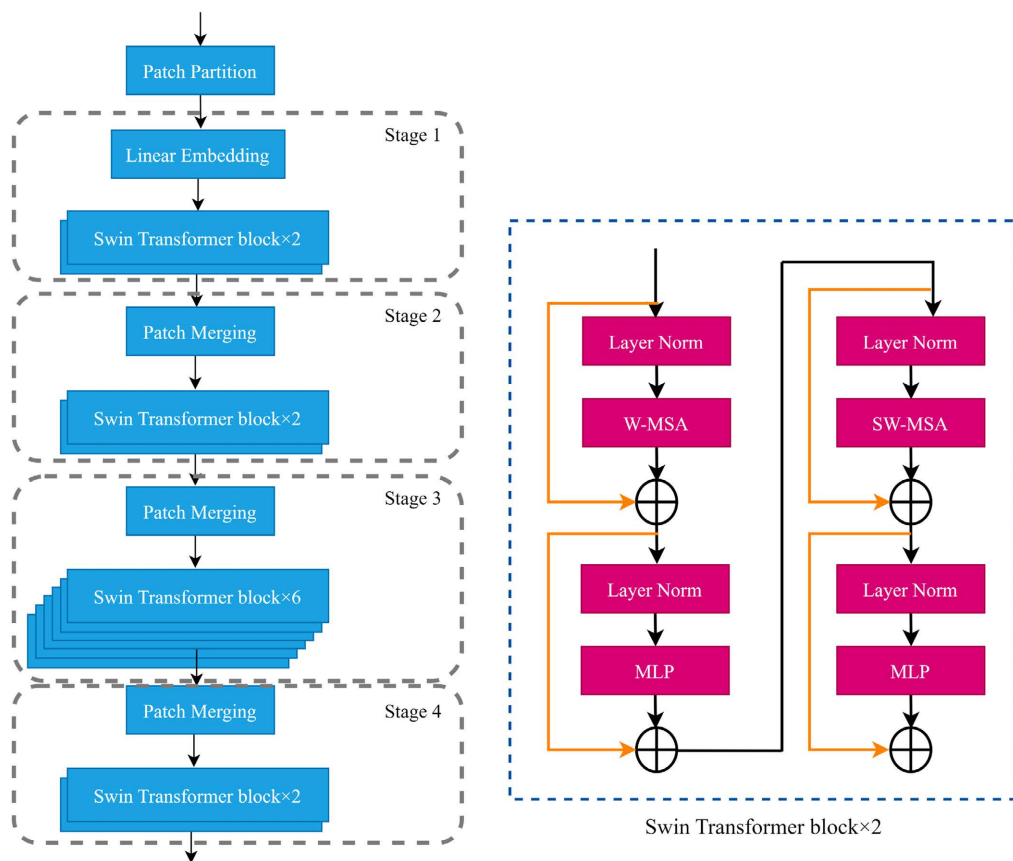 Patch Partition
Stage 1
Linear Embedding
Swin Transformer block×2
Stage 2
Patch Merging
Swin Transformer block×2
Stage 3
Patch Merging
Swin Transformer block×6
Stage 4
Patch Merging
Swin Transformer block×2
Layer Norm
W-MSA
Layer Norm
MLP
Layer Norm
SW-MSA
Layer Norm
MLP
Swin Transformer block×2